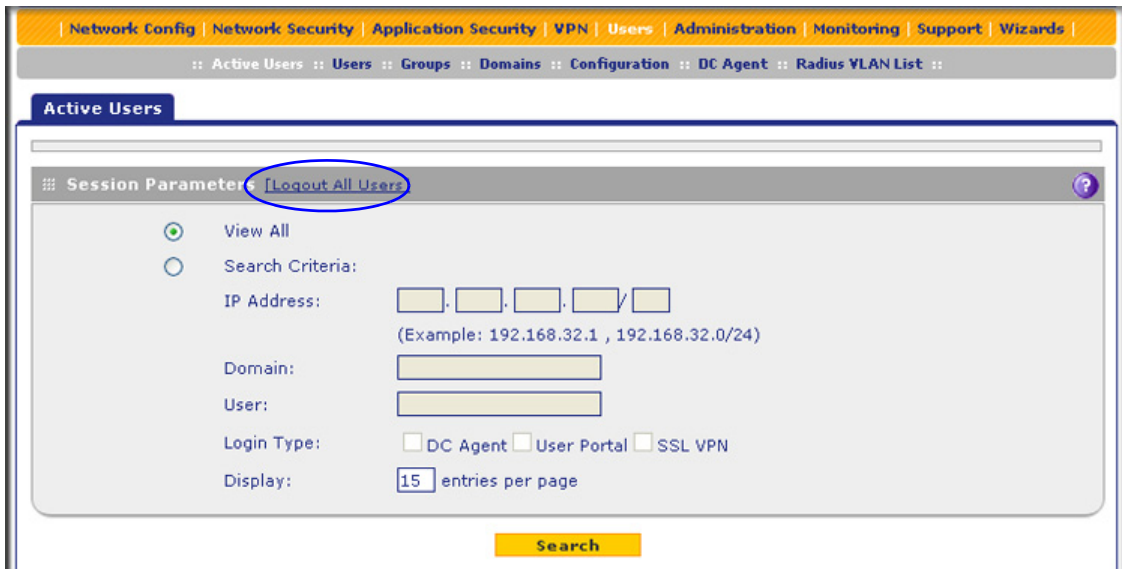 | Network Config | Network Security | Application Security | VPN | Users | Administration | Monitoring | Support | Wizards |
:: Active Users :: Users :: Groups :: Domains :: Configuration :: DC Agent :: Radius VLAN List ::
Active Users
Session Parameters [Logout All Users]
?
View All
Search Criteria:
IP Address: . . . /
(Example: 192.168.32.1 , 192.168.32.0/24)
Domain:
User:
Login Type: DC Agent User Portal SSL VPN
Display: 15 entries per page
Search